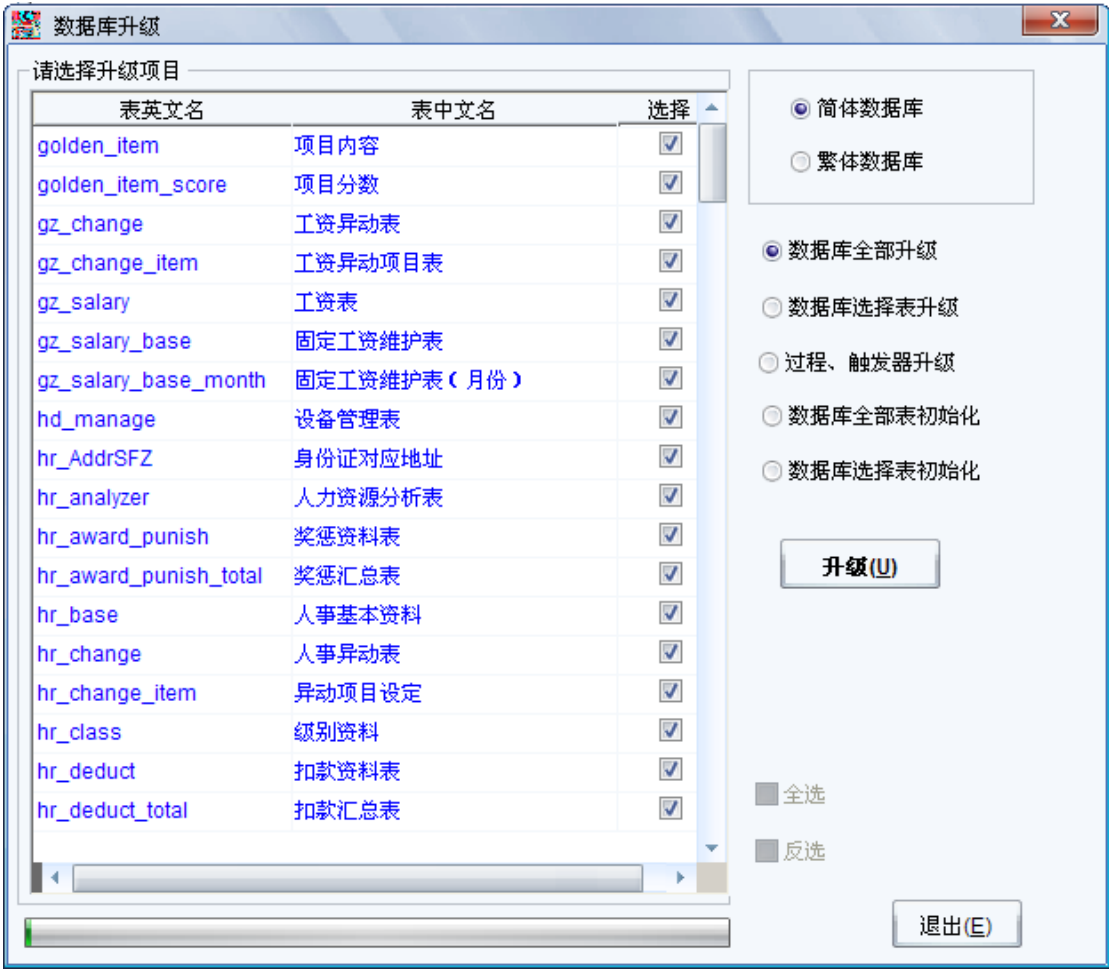 数据库升级
请选择升级项目
表英文名 表中文名 选择
golden_item 项目内容
golden_item_score 项目分数
gz_change 工资异动表
gz_change_item 工资异动项目表
gz_salary 工资表
gz_salary_base 固定工资维护表
gz_salary_base_month 固定工资维护表(月份)
hd_manage 设备管理表
hr_AddrSFZ 身份证对应地址
hr_analyzer 人力资源分析表
hr_award_punish 奖惩资料表
hr_award_punish_total 奖惩汇总表
hr_base 人事基本资料
hr_change 人事异动表
hr_change_item 异动项目设定
hr_class 级别资料
hr_deduct 扣款资料表
hr_deduct_total 扣款汇总表
简体数据库
繁体数据库
数据库全部升级
数据库选择表升级
过程、触发器升级
数据库全部表初始化
数据库选择表初始化
升级(U)
全选
反选
退出(E)